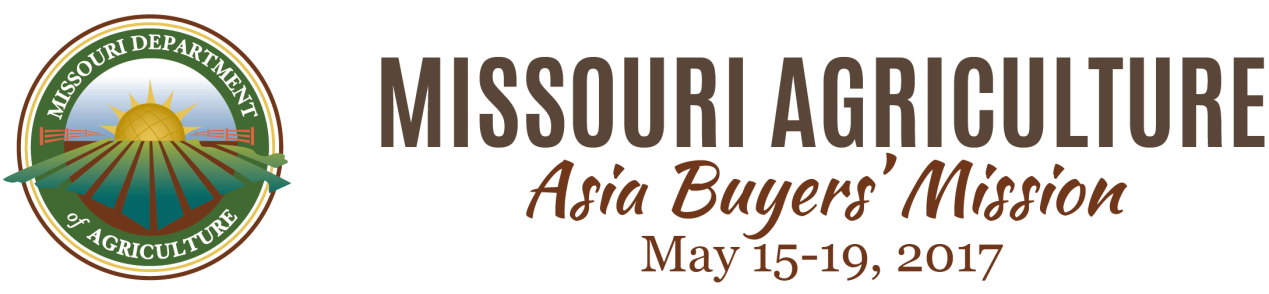 MISSOURI DEPARTMENT
of AGRICULTURE
MISSOURI AGRICULTURE
Asia Buyers' Mission
May 15-19, 2017